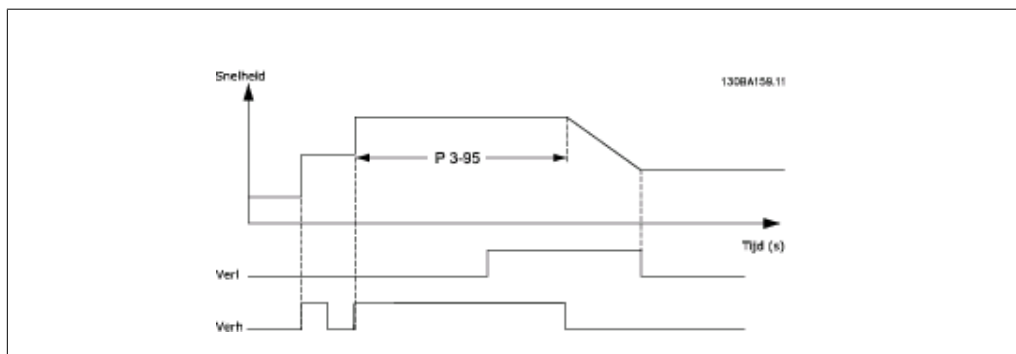 Snelheid
130BA158.11
P 3-95
Tijd (s)
Verl
Verh